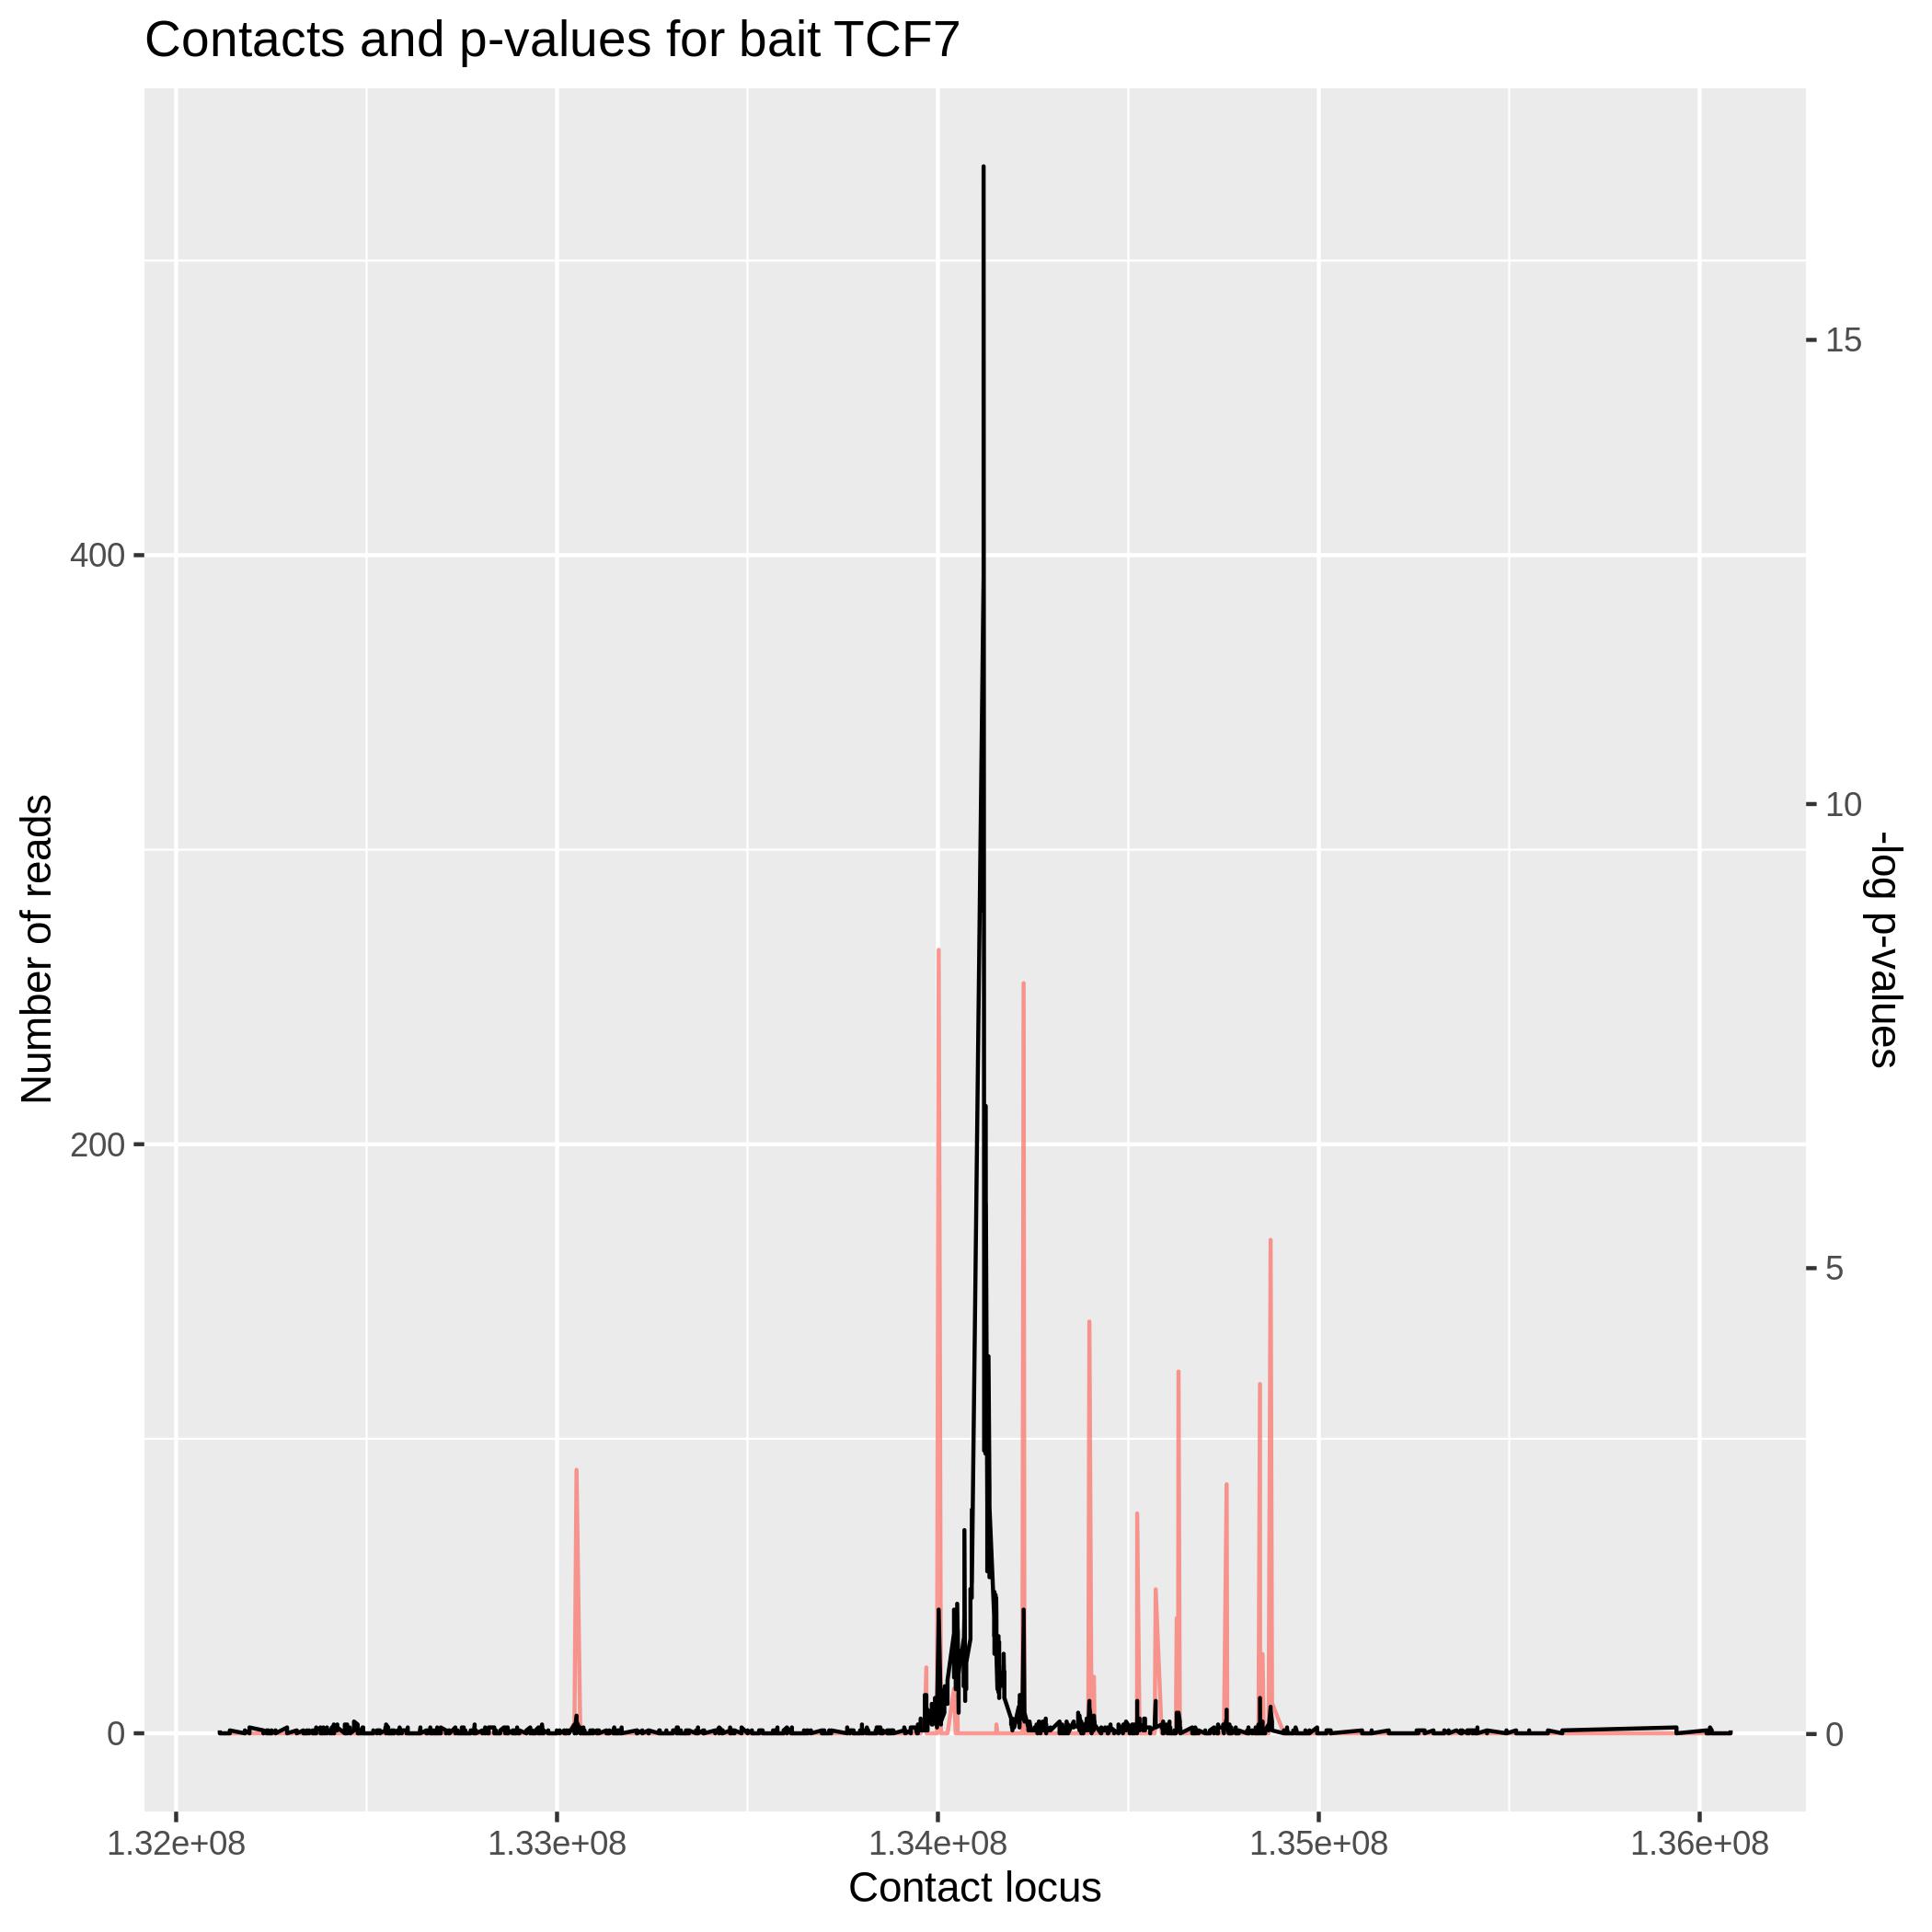 Contacts and p-values for bait TCF7
Number of reads
400
200
0
15
10
5
0
-log p-values
1.32e+08 1.33e+08 1.34e+08 1.35e+08 1.36e+08
Contact locus